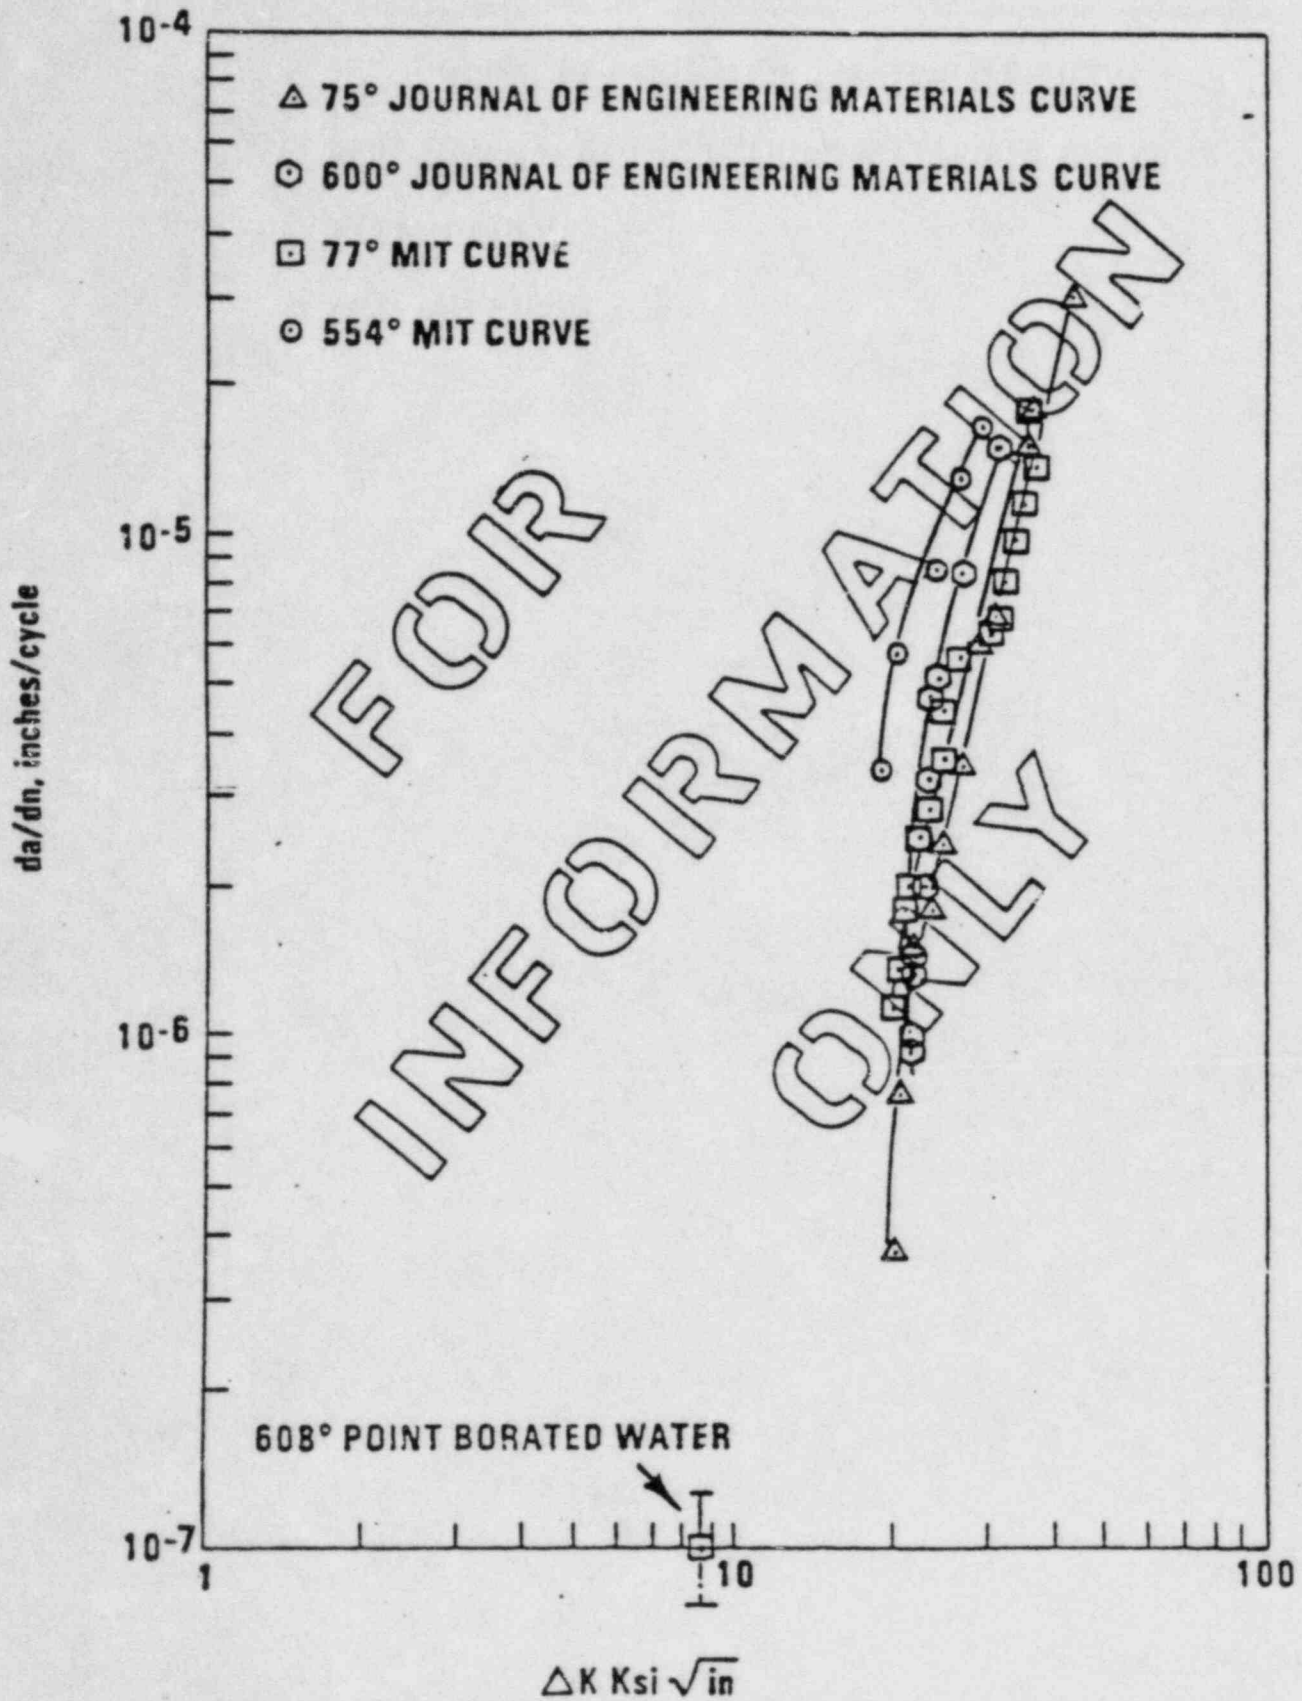 10-4
△ 75° JOURNAL OF ENGINEERING MATERIALS CURVE
600° JOURNAL OF ENGINEERING MATERIALS CURVE
77° MIT CURVE
554° MIT CURVE
FOR
INFORMATION
ONLY
10-5
da/dn, inches/cycle
10-6
608° POINT BORATED WATER
10-7
1 10 100
△K Ksi √in